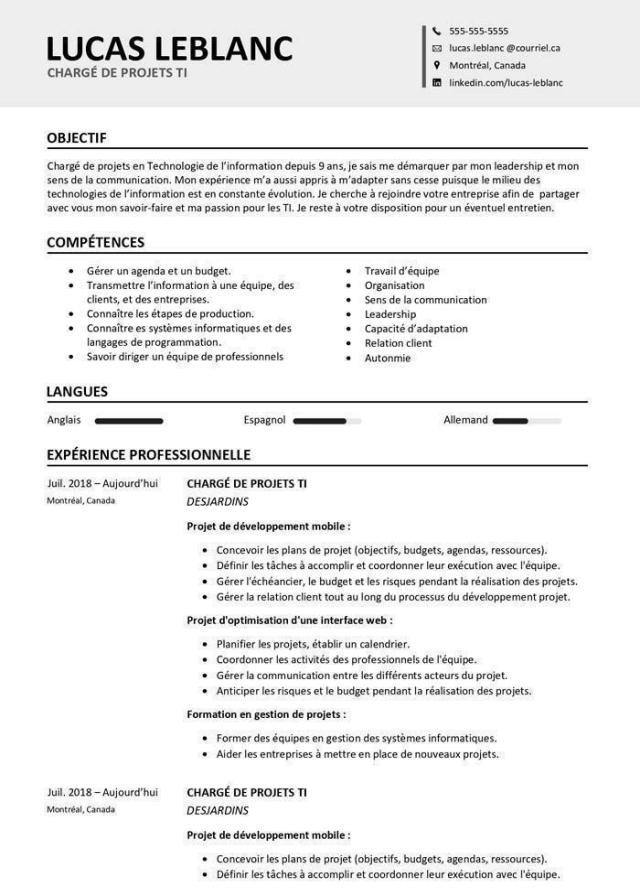 LUCAS LEBLANC
CHARGÉ DE PROJETS TI
555-555-5555
lucas.leblanc @courriel.ca
Montréal, Canada
linkedin.com/lucas-leblanc
OBJECTIF
Chargé de projets en Technologie de l’information depuis 9 ans, je sais me démarquer par mon leadership et mon
sens de la communication. Mon expérience m’a aussi appris à m’adapter sans cesse puisque le milieu des
technologies de l’information est en constante évolution. Je cherche à rejoindre votre entreprise afin de partager
avec vous mon savoir-faire et ma passion pour les TI. Je reste à votre disposition pour un éventuel entretien.
COMPÉTENCES
• Gérer un agenda et un budget.
• Transmettre l’information à une équipe, des
clients, et des entreprises.
• Connaître les étapes de production.
• Connaître es systèmes informatiques et des
langages de programmation.
• Savoir diriger un équipe de professionnels
• Travail d’équipe
• Organisation
• Sens de la communication
• Leadership
• Capacité d’adaptation
• Relation client
• Autonmie
LANGUES
Anglais Espagnol Allemand
EXPÉRIENCE PROFESSIONNELLE
Juil. 2018 – Aujourd’hui CHARGÉ DE PROJETS TI
Montréal, Canada DESJARDINS
Projet de développement mobile :
• Concevoir les plans de projet (objectifs, budgets, agendas, ressources).
• Définir les tâches à accomplir et coordonner leur exécution avec l'équipe.
• Gérer l'échéancier, le budget et les risques pendant la réalisation des projets.
• Gérer la relation client tout au long du processus du développement projet.
Projet d'optimisation d'une interface web :
• Planifier les projets, établir un calendrier.
• Coordonner les activités des professionnels de l'équipe.
• Gérer la communication entre les différents acteurs du projet.
• Anticiper les risques et le budget pendant la réalisation des projets.
Formation en gestion de projets :
• Former des équipes en gestion des systèmes informatiques.
• Aider les entreprises à mettre en place de nouveaux projets.
Juil. 2018 – Aujourd’hui CHARGÉ DE PROJETS TI
Montréal, Canada DESJARDINS
Projet de développement mobile :
• Concevoir les plans de projet (objectifs, budgets, agendas, ressources).
• Définir les tâches à accomplir et coordonner leur exécution avec l'équipe.